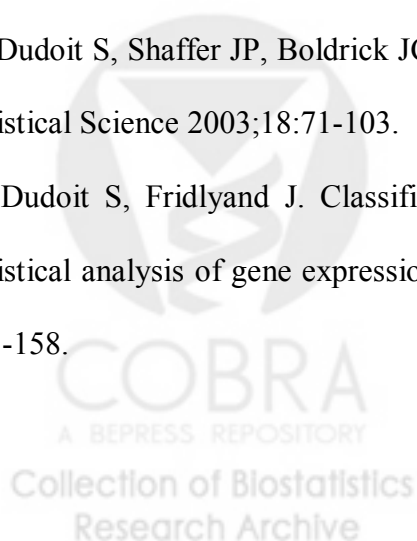 Dudoit S, Shaffer JP, Boldrick JC
istical Science 2003;18:71-103.
Dudoit S, Fridlyand J. Classifi
istical analysis of gene expressio
-158.
COBRA
A BEPRESS REPOSITORY
Collection of Biostatistics
Research Archive